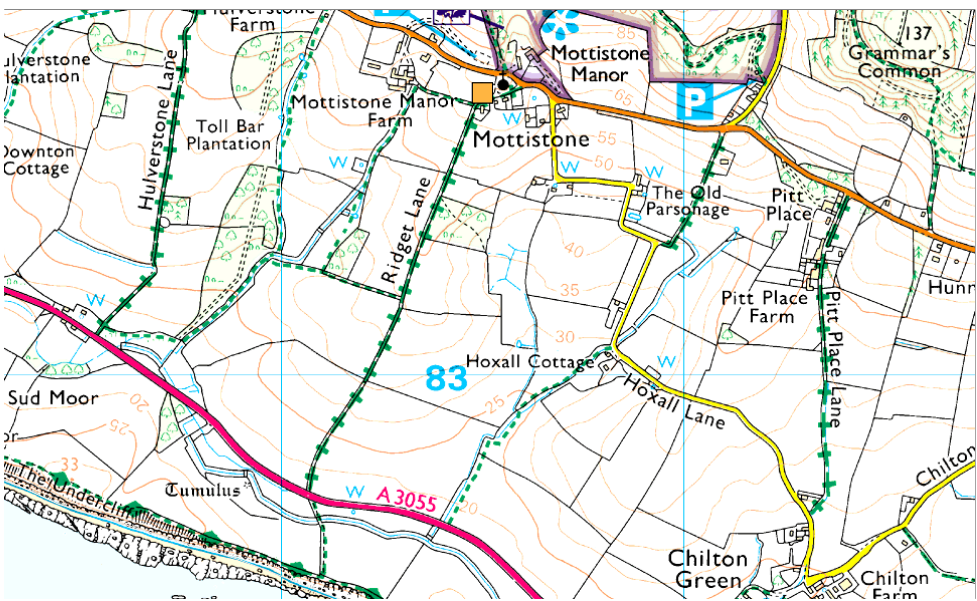 Hulverstone
Farm
137
Grammar's
Common
85
Mottistone
Manor
65
P
Hulverstone Lane
Mottistone Manor
Farm
Toll Bar
Plantation
W
Mottistone
55
50
W
W
W
Downton
Cottage
Plantation
The Old
Parsonage
Pitt
Place
Ridget Lane
40
35
W
30
Pitt Place
Farm
Pitt Place Lane
Hoxall Cottage
W
83
Hoxall Lane
Sud Moor
20
25
25
33
The Undercliff
Tumulus
W
A 3055
20
Chilton
Chilton
Green
Chilton
Farm